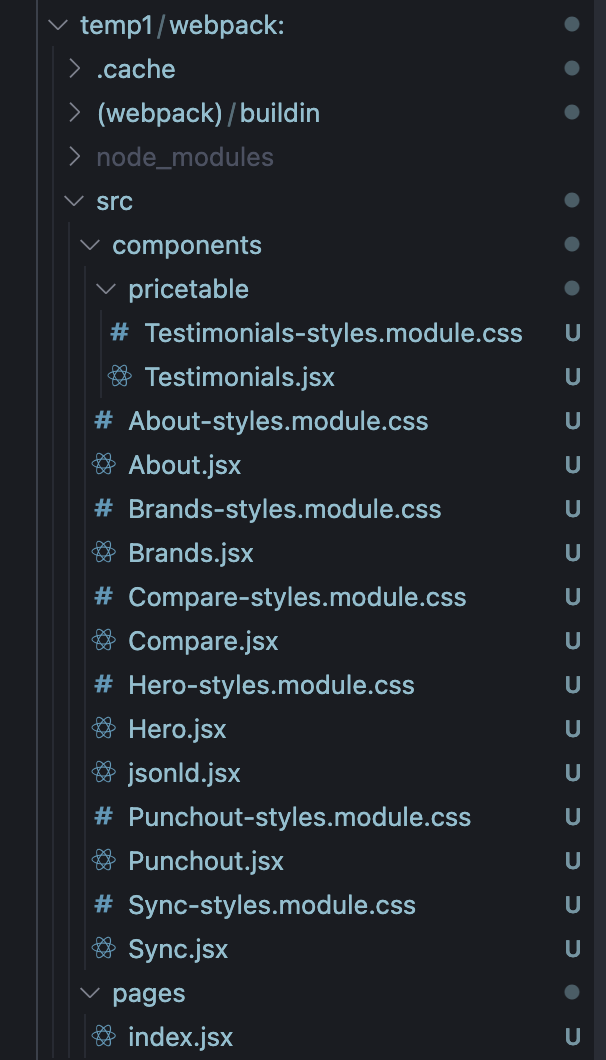 temp1/webpack:
.cache
(webpack)/buildin
node_modules
src
components
pricetable
# Testimonials-styles.module.css U
Testimonials.jsx U
# About-styles.module.css U
About.jsx U
# Brands-styles.module.css U
Brands.jsx U
# Compare-styles.module.css U
Compare.jsx U
# Hero-styles.module.css U
Hero.jsx U
jsonld.jsx U
# Punchout-styles.module.css U
Punchout.jsx U
# Sync-styles.module.css U
Sync.jsx U
pages
index.jsx U